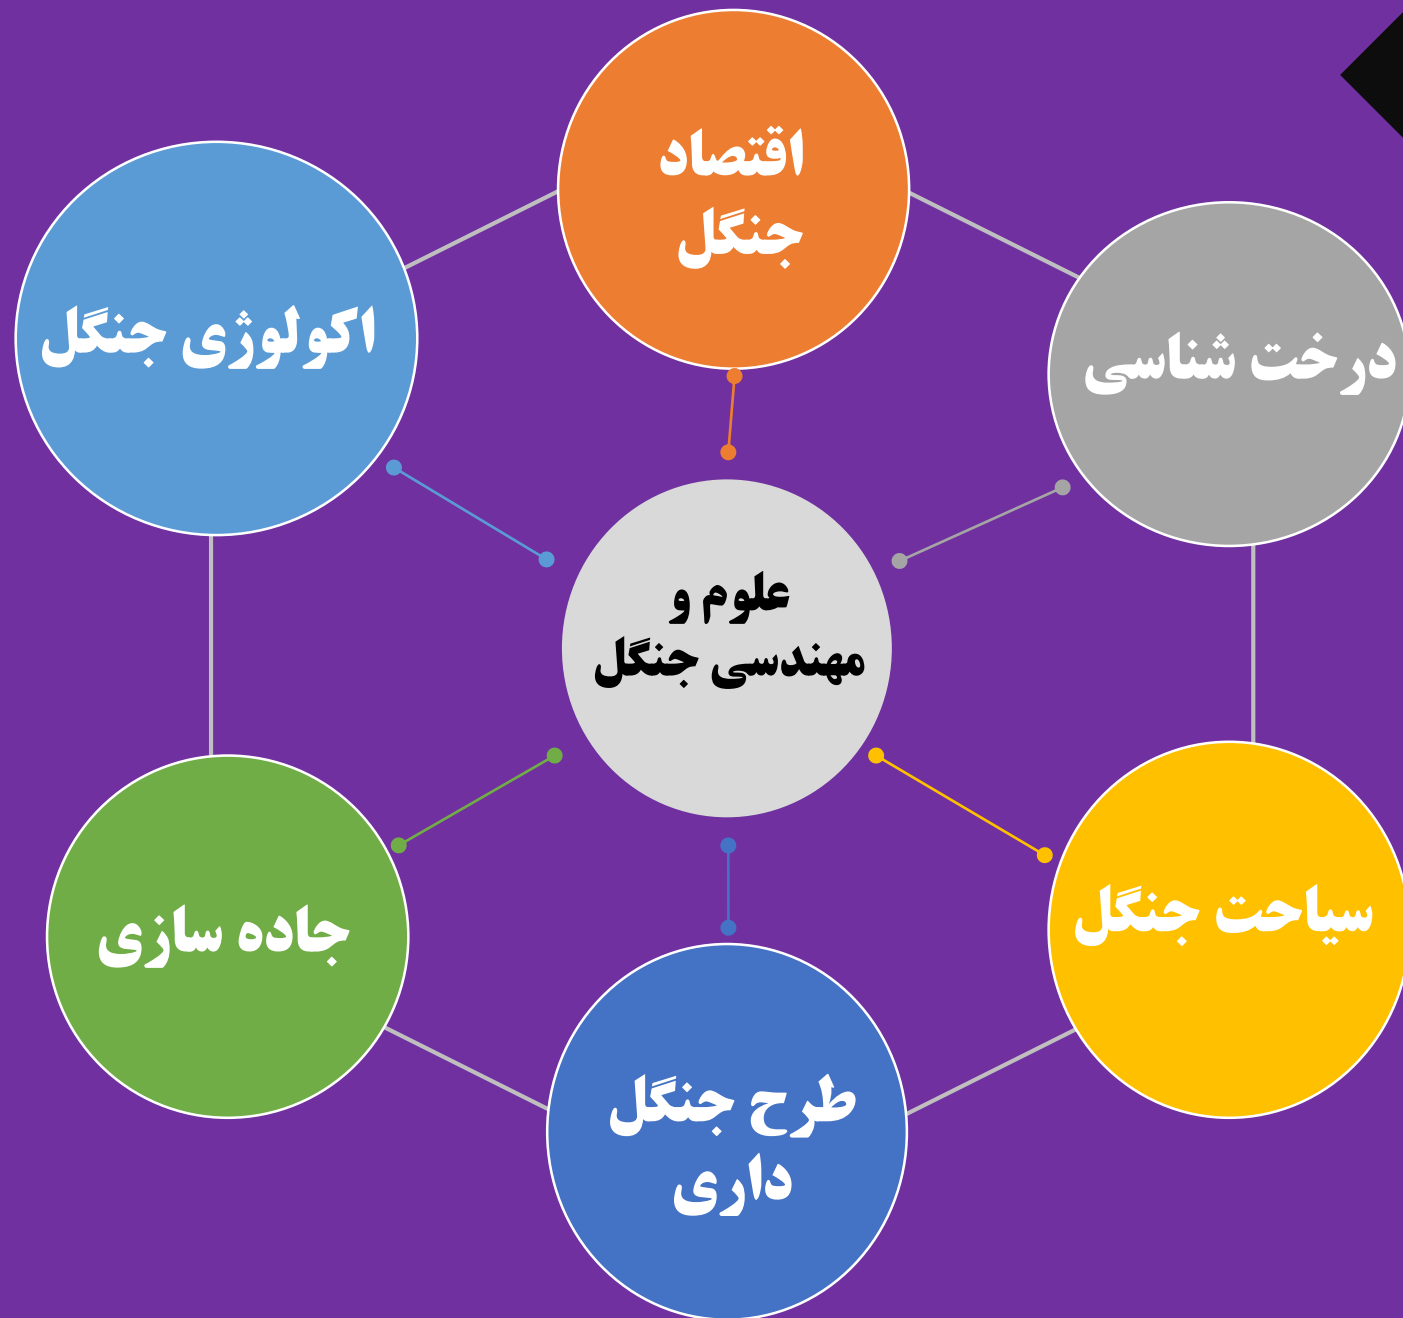 اقتصاد
جنگل
درخت شناسی
اکولوژی جنگل
علوم و
مهندسی جنگل
سیاحت جنگل
جاده سازی
طرح جنگل
داری